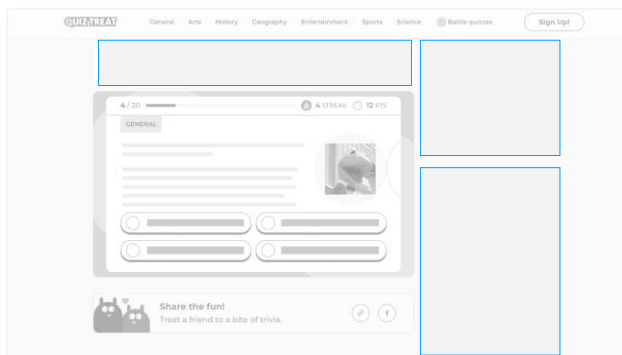 QUIZ TREAT
General Arts History Geography Entertainment Sports Science Battle quizzes Sign Up!
4 / 20 4 STREAK 12 PTS
GENERAL
Share the fun!
Treat a friend to a bite of trivia.